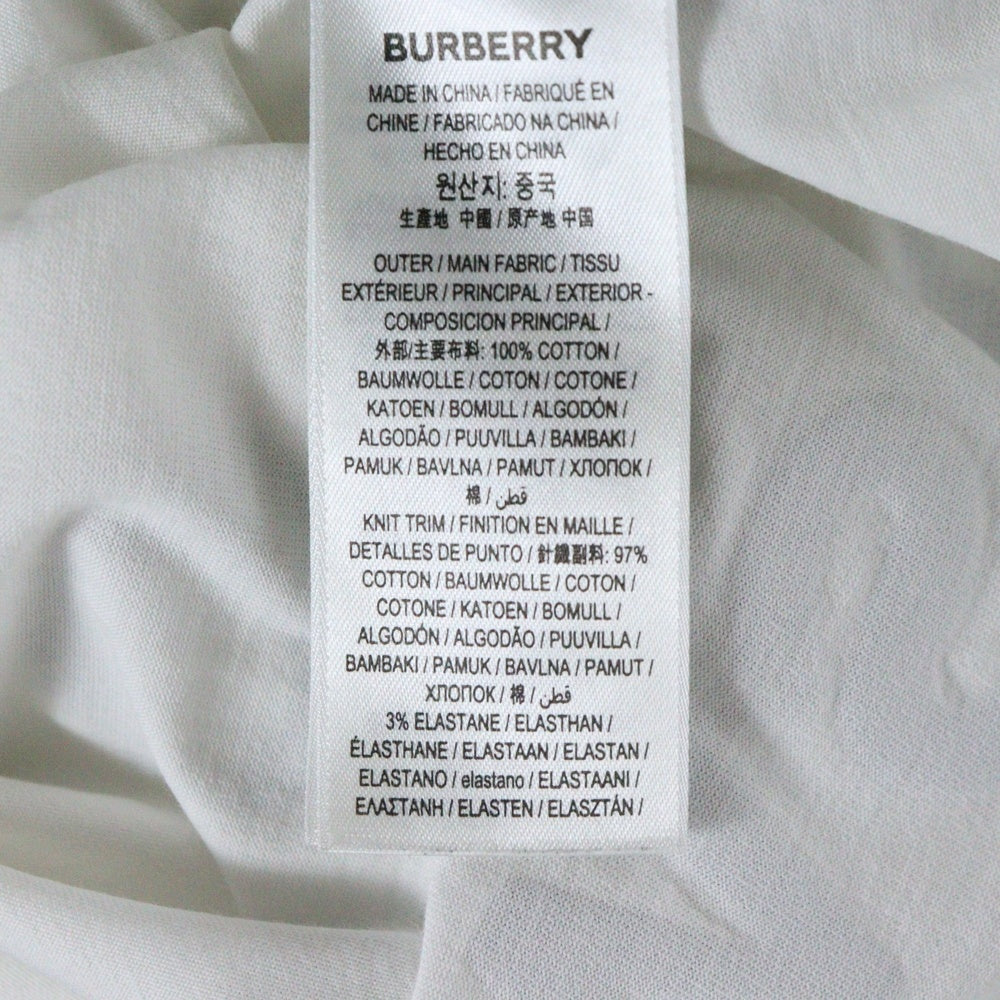 BURBERRY
MADE IN CHINA / FABRIQUÉ EN
CHINE / FABRICADO NA CHINA /
HECHO EN CHINA
원산지: 중국
生產地 中國 / 原产地 中国
OUTER / MAIN FABRIC / TISSU
EXTÉRIEUR / PRINCIPAL / EXTERIOR -
COMPOSICION PRINCIPAL /
外部/主要布料: 100% COTTON /
BAUMWOLLE / COTON / COTONE /
KATOEN / BOMULL / ALGODÓN /
ALGODÃO / PUUVILLA / BAMBAKI /
PAMUK / BAVLNA / PAMUT / ХЛОПОК /
棉 / قطن
KNIT TRIM / FINITION EN MAILLE /
DETALLES DE PUNTO / 針織副料: 97%
COTTON / BAUMWOLLE / COTON /
COTONE / KATOEN / BOMULL /
ALGODÓN / ALGODÃO / PUUVILLA /
BAMBAKI / PAMUK / BAVLNA / PAMUT /
ХЛОПОК / 棉 / قطن
3% ELASTANE / ELASTHAN /
ÉLASTHANE / ELASTAAN / ELASTAN /
ELASTANO / elastano / ELASTAANI /
ΕΛΑΣΤΑΝΗ / ELASTEN / ELASZTÁN /